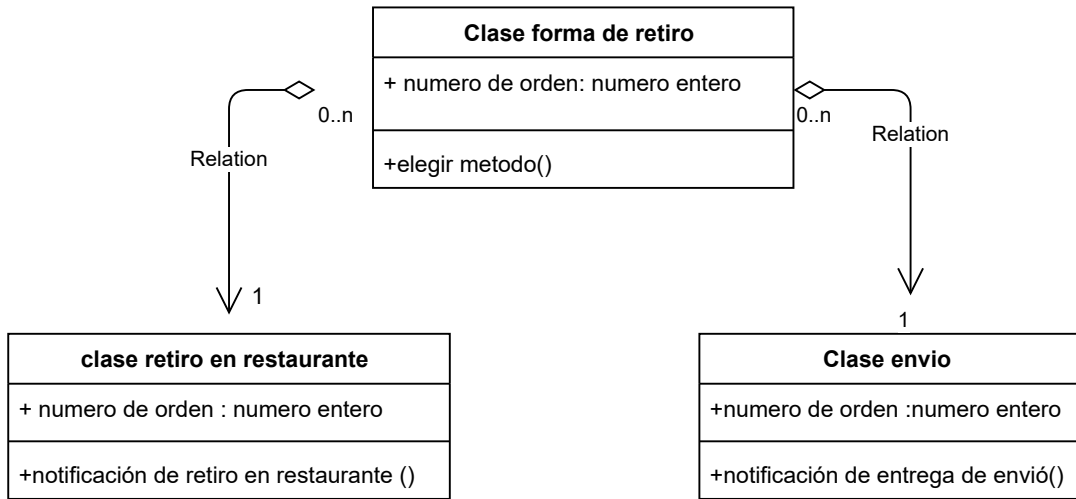 Clase forma de retiro
+ numero de orden: numero entero
+elegir metodo()
0..n
0..n
Relation
Relation
1
1
clase retiro en restaurante
+ numero de orden : numero entero
+notificación de retiro en restaurante ()
Clase envio
+numero de orden :numero entero
+notificación de entrega de envió()